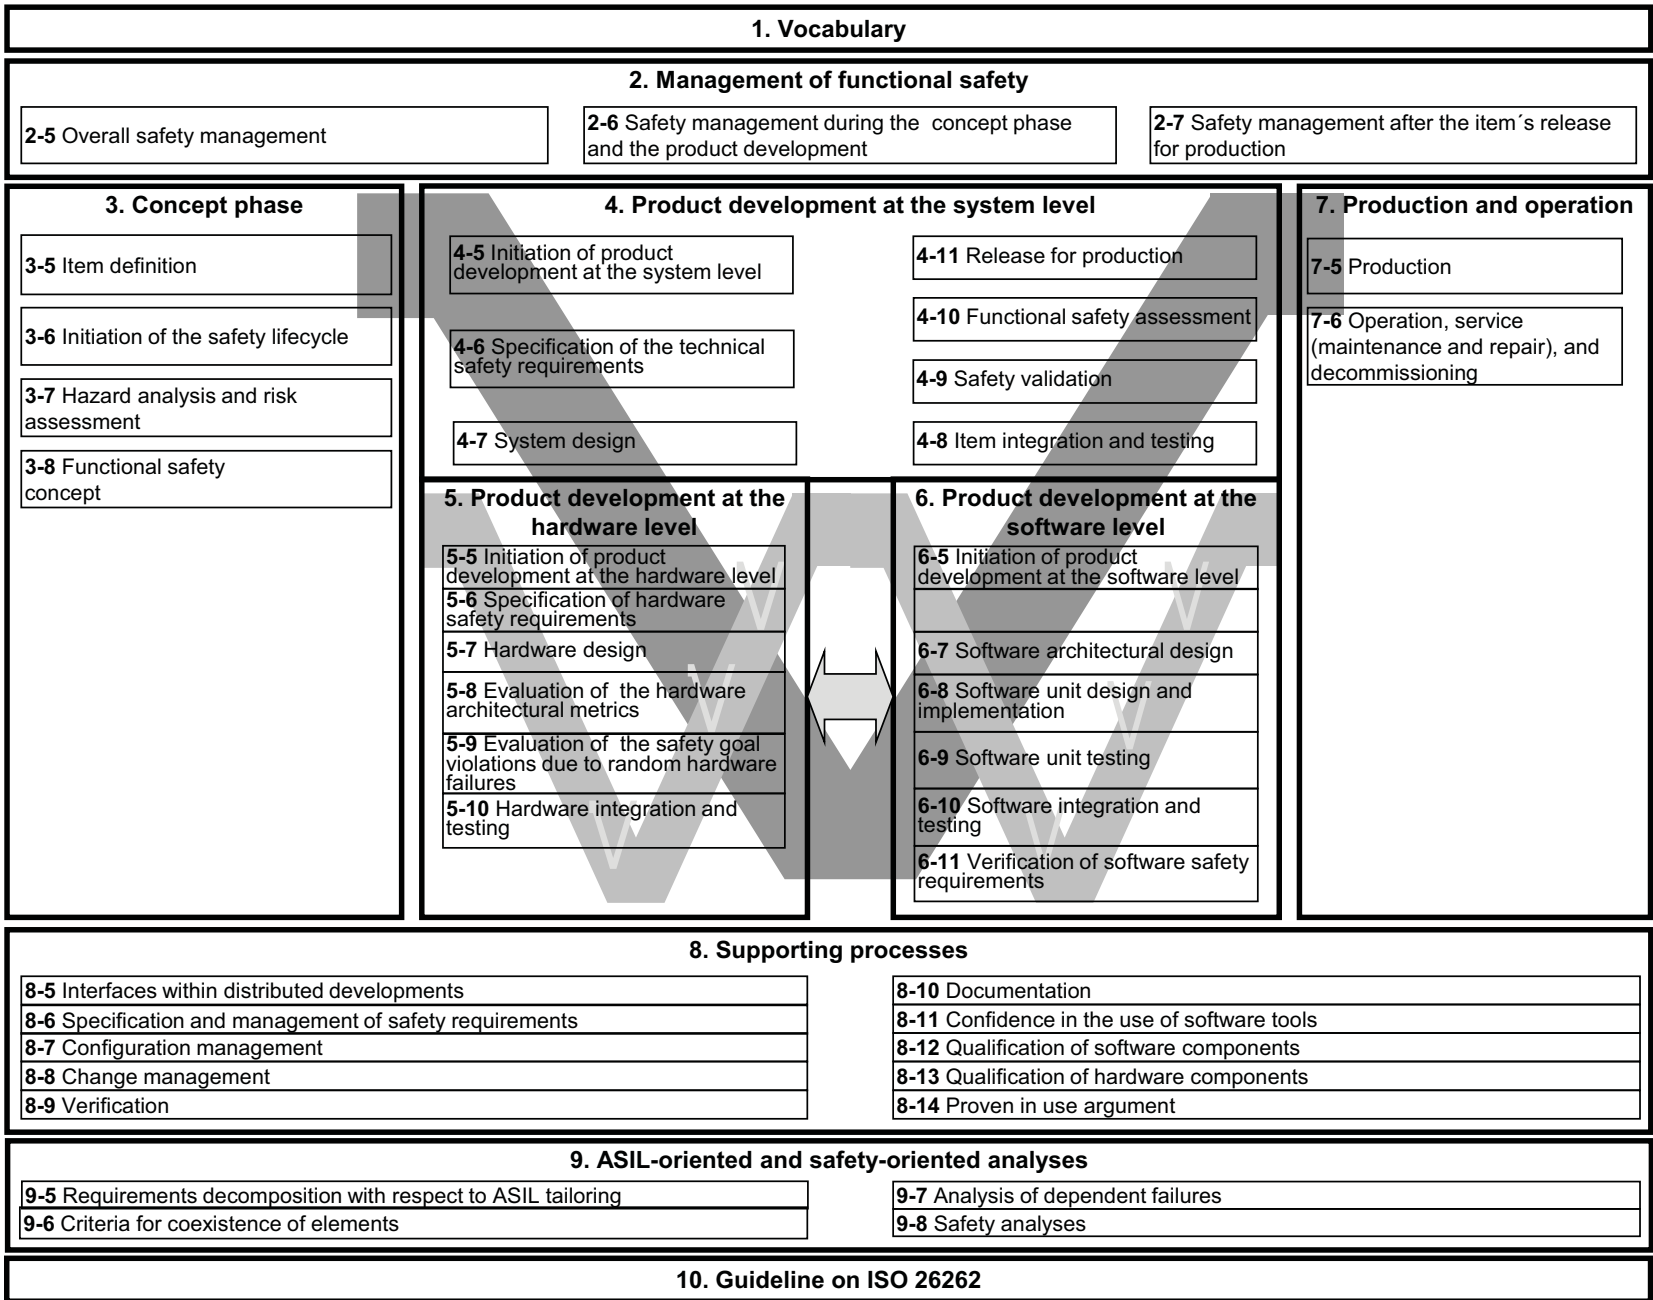 1. Vocabulary
2. Management of functional safety
2-5 Overall safety management
2-6 Safety management during the concept phase
and the product development
2-7 Safety management after the item´s release
for production
3. Concept phase
3-5 Item definition
3-6 Initiation of the safety lifecycle
3-7 Hazard analysis and risk
assessment
3-8 Functional safety
concept
4. Product development at the system level
4-5 Initiation of product
development at the system level
4-6 Specification of the technical
safety requirements
4-7 System design
4-11 Release for production
4-10 Functional safety assessment
4-9 Safety validation
4-8 Item integration and testing
7. Production and operation
7-5 Production
7-6 Operation, service
(maintenance and repair), and
decommissioning
5. Product development at the
hardware level
5-5 Initiation of product
development at the hardware level
5-6 Specification of hardware
safety requirements
5-7 Hardware design
5-8 Evaluation of the hardware
architectural metrics
5-9 Evaluation of the safety goal
violations due to random hardware
failures
5-10 Hardware integration and
testing
6. Product development at the
software level
6-5 Initiation of product
development at the software level
6-7 Software architectural design
6-8 Software unit design and
implementation
6-9 Software unit testing
6-10 Software integration and
testing
6-11 Verification of software safety
requirements
8. Supporting processes
8-5 Interfaces within distributed developments
8-6 Specification and management of safety requirements
8-7 Configuration management
8-8 Change management
8-9 Verification
8-10 Documentation
8-11 Confidence in the use of software tools
8-12 Qualification of software components
8-13 Qualification of hardware components
8-14 Proven in use argument
9. ASIL-oriented and safety-oriented analyses
9-5 Requirements decomposition with respect to ASIL tailoring
9-6 Criteria for coexistence of elements
9-7 Analysis of dependent failures
9-8 Safety analyses
10. Guideline on ISO 26262